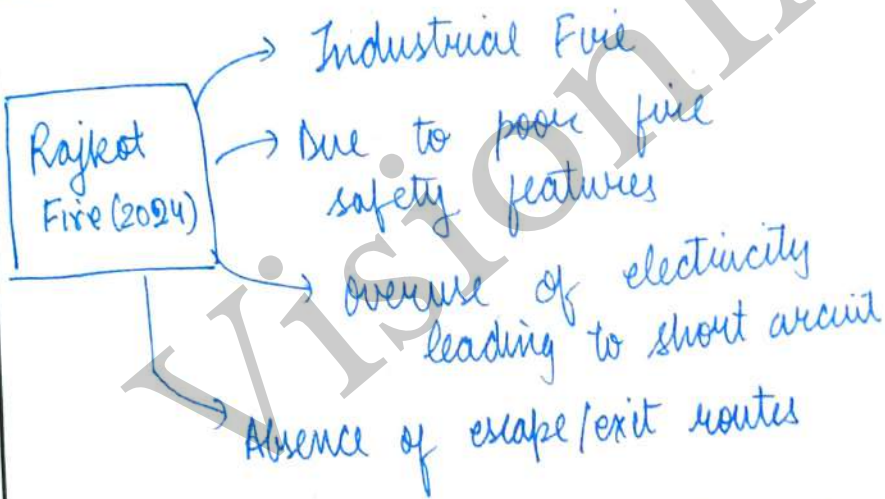 Industrial Fire
Rajkot
Fire (2024)
Due to poor fire
safety features
overuse of electricity
leading to short circuit
Absence of escape/exit routes
VisionI